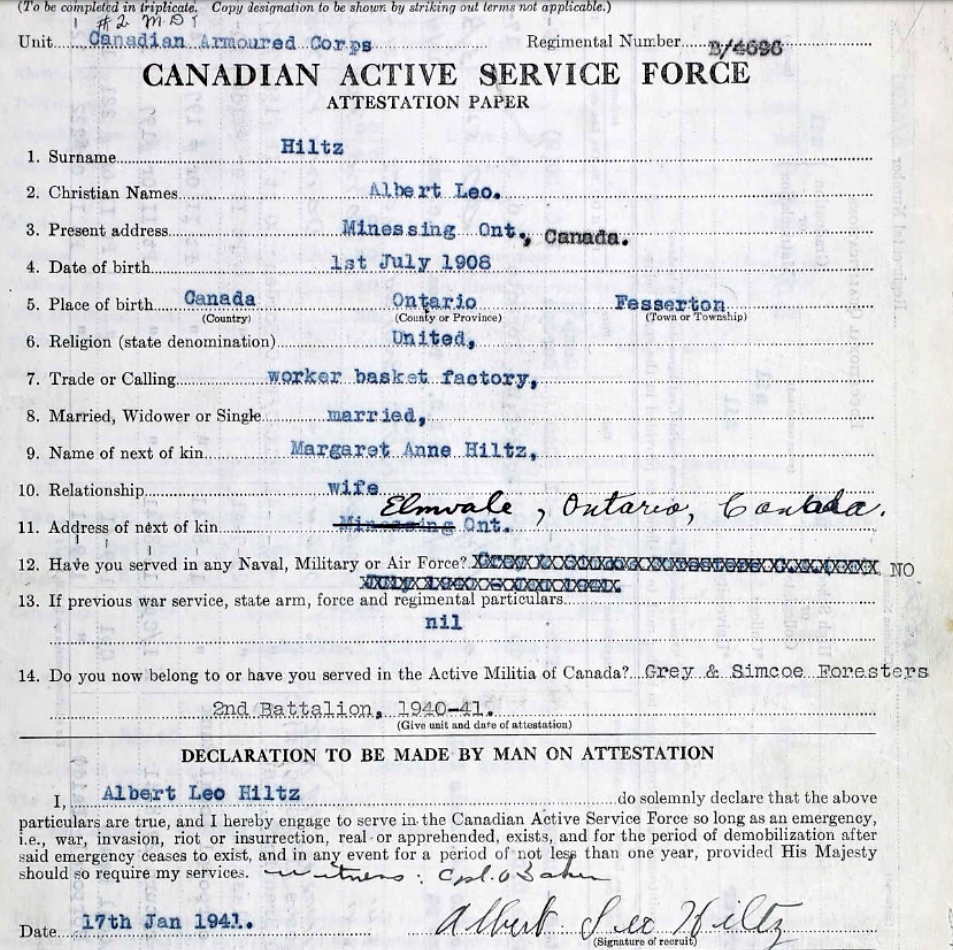 (To be completed in triplicate. Copy designation to be shown by striking out terms not applicable.)
#2 M D T
Unit Canadian Armoured Corps Regimental Number B/4696
CANADIAN ACTIVE SERVICE FORCE
ATTESTATION PAPER
1. Surname Hiltz
2. Christian Names Albert Leo.
3. Present address Minessing Ont., Canada.
4. Date of birth 1st July 1908
5. Place of birth Canada Ontario Fesserton
(Country) (County or Province) (Town or Township)
6. Religion (state denomination) United,
7. Trade or Calling worker basket factory,
8. Married, Widower or Single married,
9. Name of next of kin Margaret Anne Hiltz,
10. Relationship wife
Elmvale, Ontario, Canada.
11. Address of next of kin Minessing Ont.
12. Have you served in any Naval, Military or Air Force? NO
13. If previous war service, state arm, force and regimental particulars
nil
14. Do you now belong to or have you served in the Active Militia of Canada? Grey & Simcoe Foresters
2nd Battalion, 1940-41.
(Give unit and date of attestation)
DECLARATION TO BE MADE BY MAN ON ATTESTATION
I, Albert Leo Hiltz do solemnly declare that the above
particulars are true, and I hereby engage to serve in the Canadian Active Service Force so long as an emergency,
i.e., war, invasion, riot or insurrection, real or apprehended, exists, and for the period of demobilization after
said emergency ceases to exist, and in any event for a period of not less than one year, provided His Majesty
should so require my services. Witness: Cpl. O Baker
Date 17th Jan 1941. Albert Leo Hiltz
(Signature of recruit)